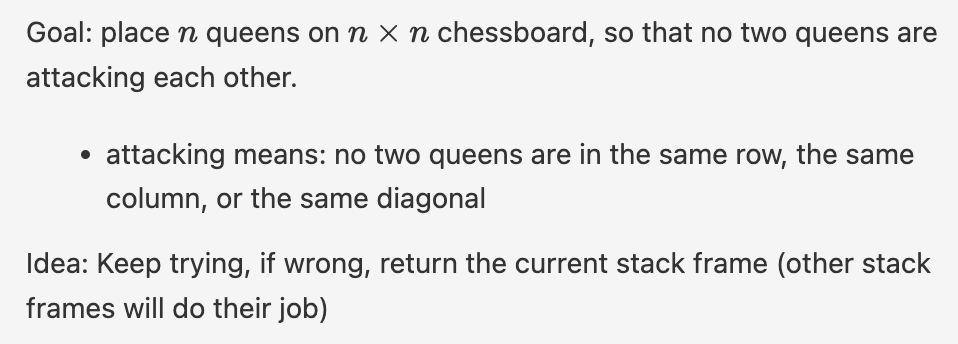 Goal: place n queens on n × n chessboard, so that no two queens are
attacking each other.
• attacking means: no two queens are in the same row, the same
column, or the same diagonal
Idea: Keep trying, if wrong, return the current stack frame (other stack
frames will do their job)